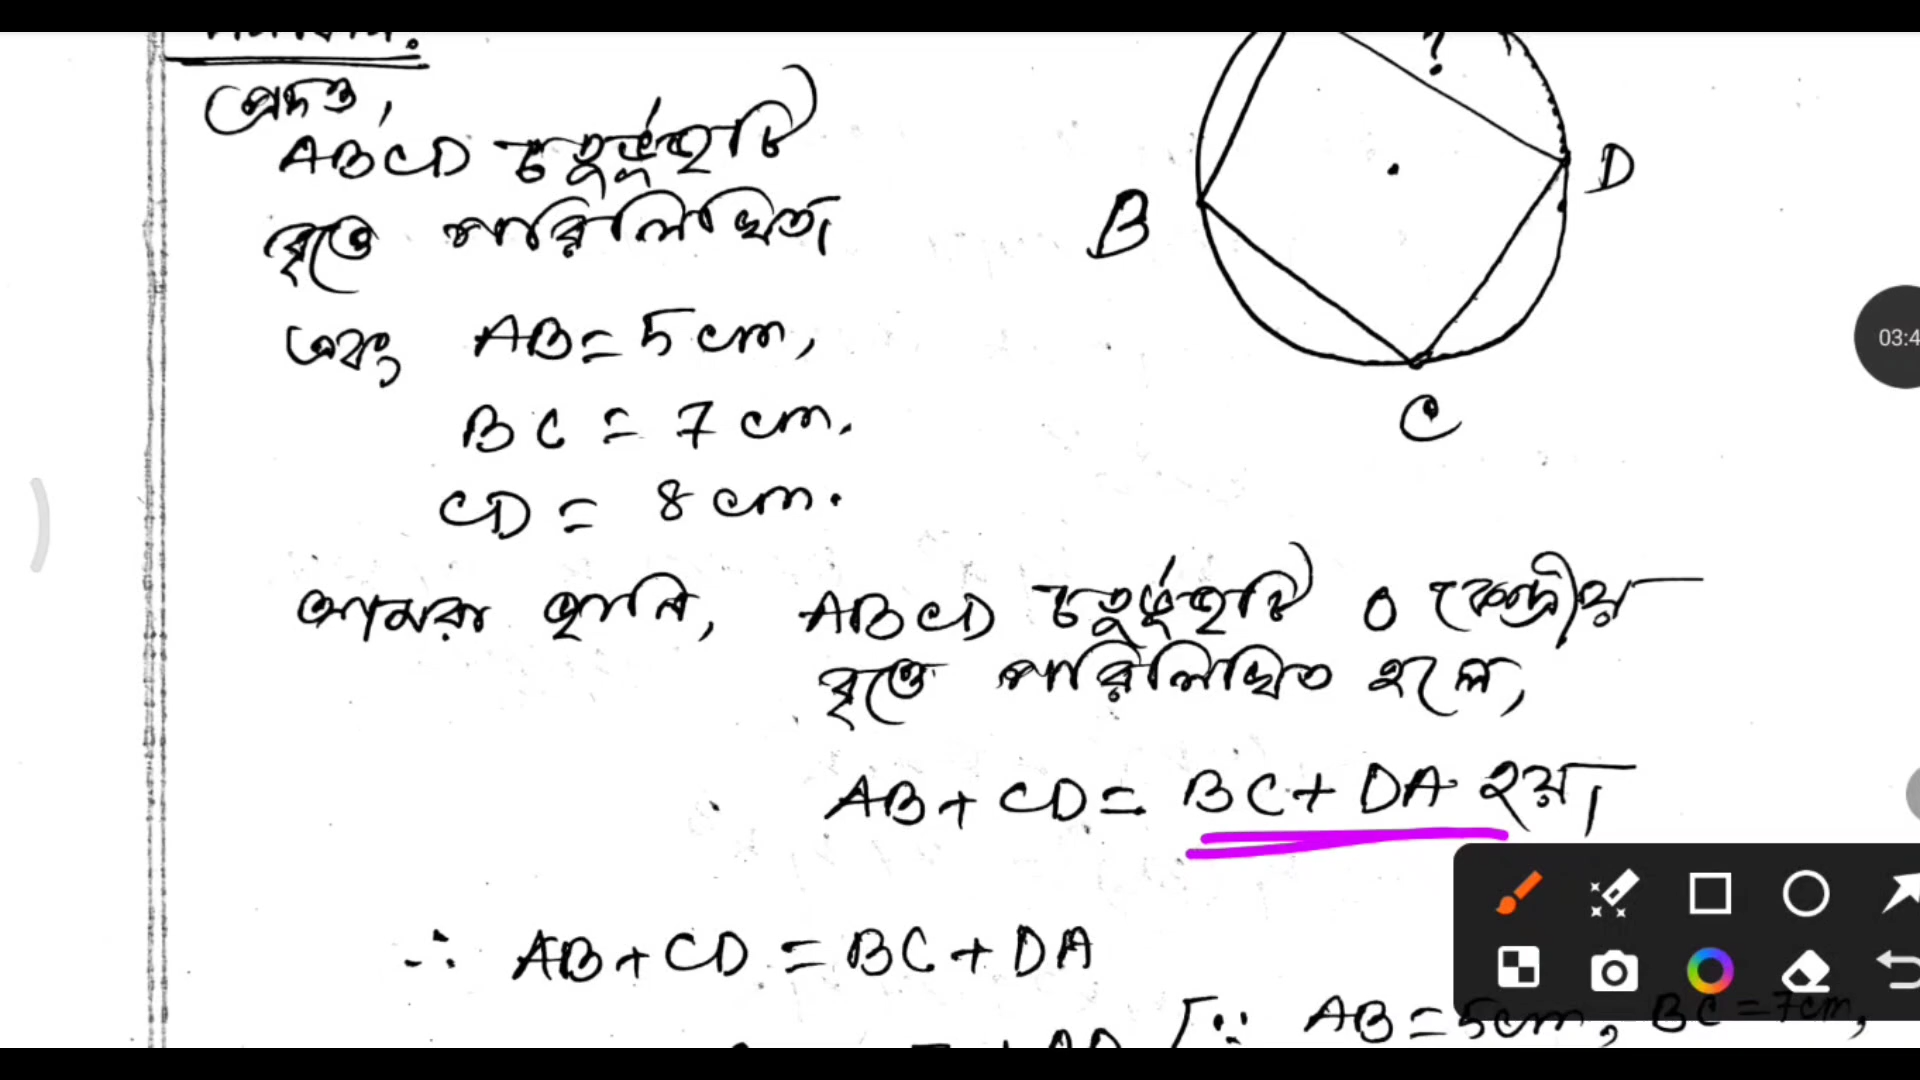 প্রদত্ত,
ABCD চতুর্ভুজটি
বৃত্তে পরিলিখিত।
এবং AB = 5 cm,
BC = 7 cm.
CD = 8 cm.
?
B
D
C
আমরা জানি, ABCD চতুর্ভুজটি O কেন্দ্রীয়
বৃত্তে পরিলিখিত হলে,
AB + CD = BC + DA হয়।
∴ AB + CD = BC + DA
[∵ AB = 5cm, BC = 7cm,
03:4